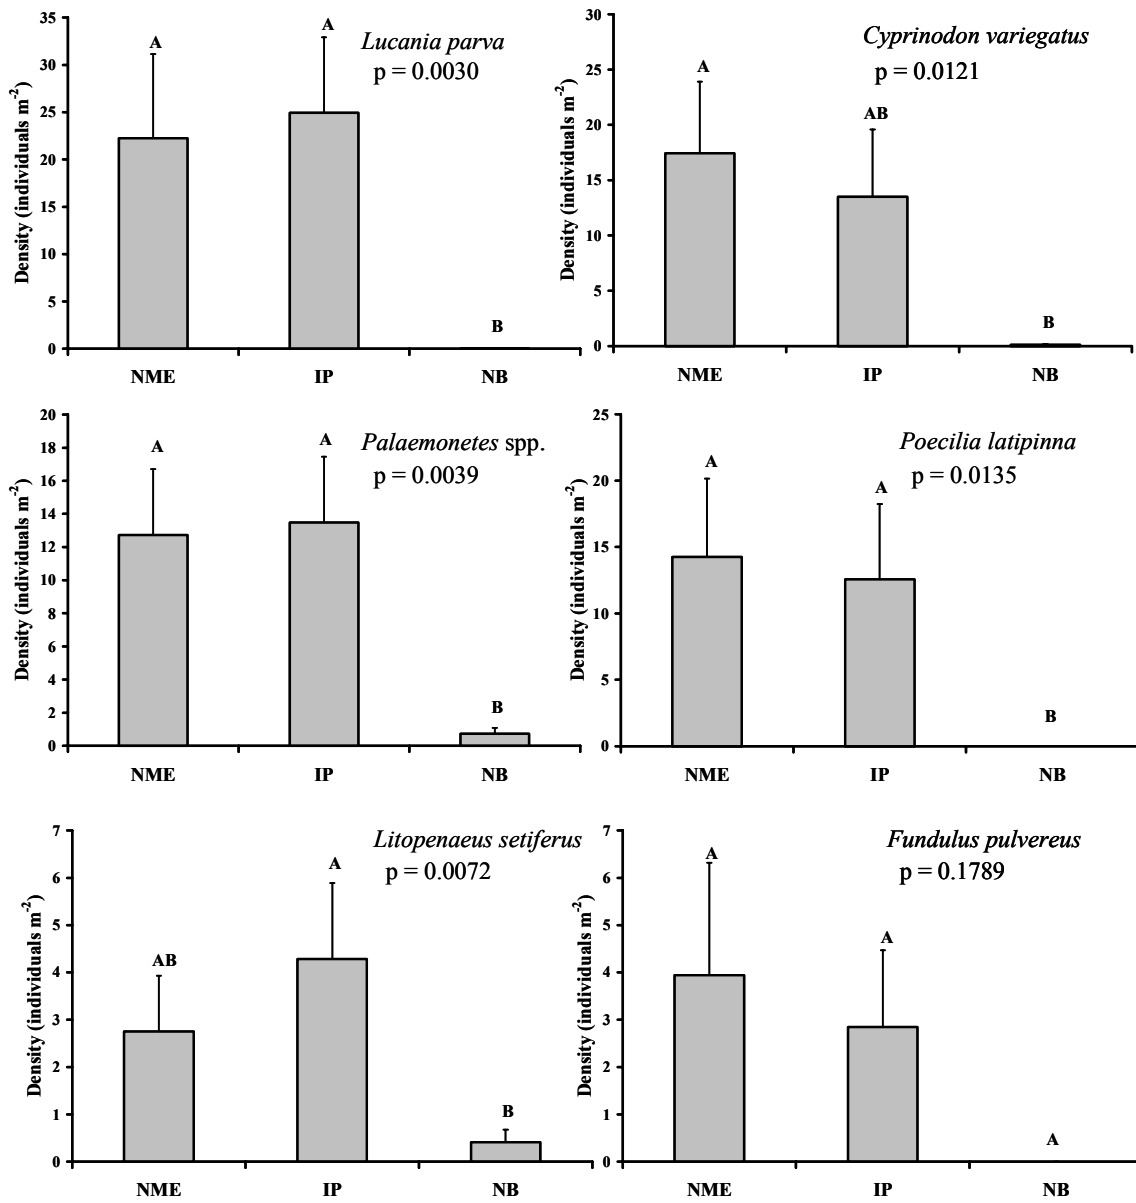 Lucania parva
p = 0.0030
Density (individuals m-2)
35
30
25
20
15
10
5
0
A
A
B
NME IP NB
Cyprinodon variegatus
p = 0.0121
Density (individuals m-2)
30
25
20
15
10
5
0
A
AB
B
NME IP NB
Palaemonetes spp.
p = 0.0039
Density (individuals m-2)
20
18
16
14
12
10
8
6
4
2
0
A
A
B
NME IP NB
Poecilia latipinna
p = 0.0135
Density (individuals m-2)
25
20
15
10
5
0
A
A
B
NME IP NB
Litopenaeus setiferus
p = 0.0072
Density (individuals m-2)
7
6
5
4
3
2
1
0
AB
A
B
NME IP NB
Fundulus pulvereus
p = 0.1789
Density (individuals m-2)
7
6
5
4
3
2
1
0
A
A
A
NME IP NB